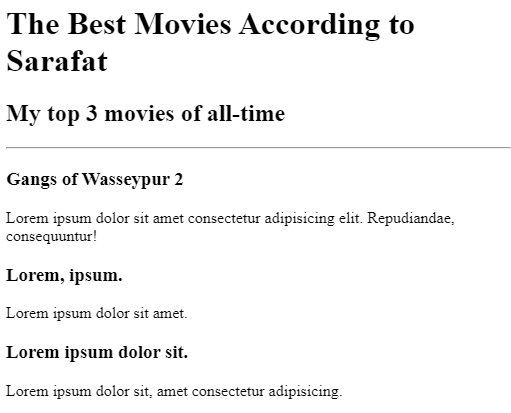 The Best Movies According to
Sarafat
My top 3 movies of all-time
Gangs of Wasseypur 2
Lorem ipsum dolor sit amet consectetur adipisicing elit. Repudiandae,
consequuntur!
Lorem, ipsum.
Lorem ipsum dolor sit amet.
Lorem ipsum dolor sit.
Lorem ipsum dolor sit, amet consectetur adipisicing.